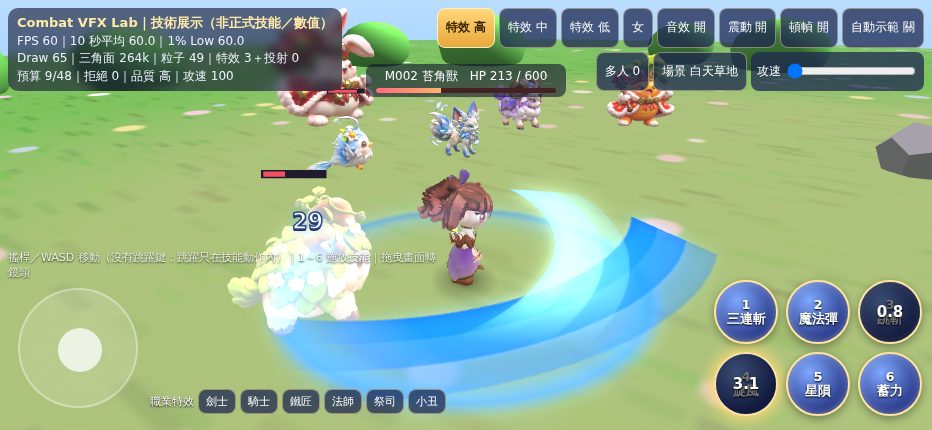 Combat VFX Lab | 技術展示（非正式技能／數值）
FPS 60 | 10 秒平均 60.0 | 1% Low 60.0
Draw 65 | 三角面 264k | 粒子 49 | 特效 3＋投射 0
預算 9/48 | 拒絕 0 | 品質 高 | 攻速 100
特效 高
特效 中
特效 低
女
音效 開
震動 開
頓幀 開
自動示範 關
M002 苔角獸 HP 213 / 600
多人 0
場景 白天草地
攻速
29
搖桿／WASD 移動（沒有跳躍鍵；跳躍只在技能動作內） | 1～6 施放技能 | 拖曳畫面轉
鏡頭
1
三連斬
2
魔法彈
0.8
3.1
旋風
5
星隕
6
蓄力
職業特效
劍士
騎士
鐵匠
法師
祭司
小丑